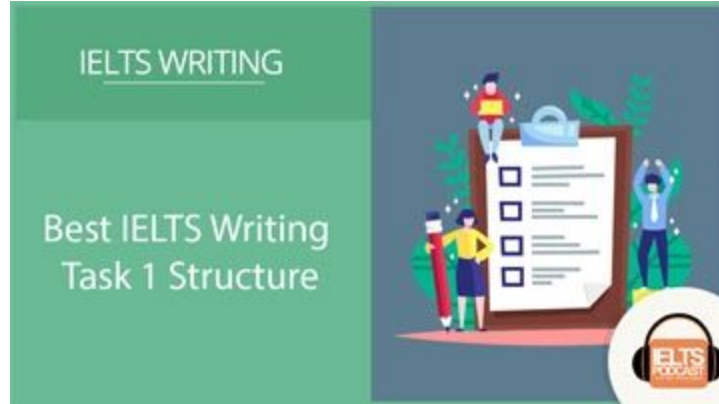 IELTS WRITING
Best IELTS Writing
Task 1 Structure
IELTS
PODCAST